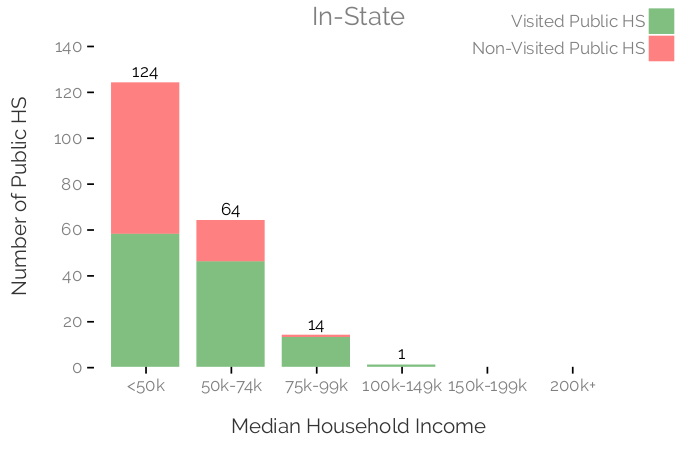 In-State
Visited Public HS
Non-Visited Public HS
Number of Public HS
140
120
100
80
60
40
20
0
124
64
14
1
<50k
50k-74k
75k-99k
100k-149k
150k-199k
200k+
Median Household Income